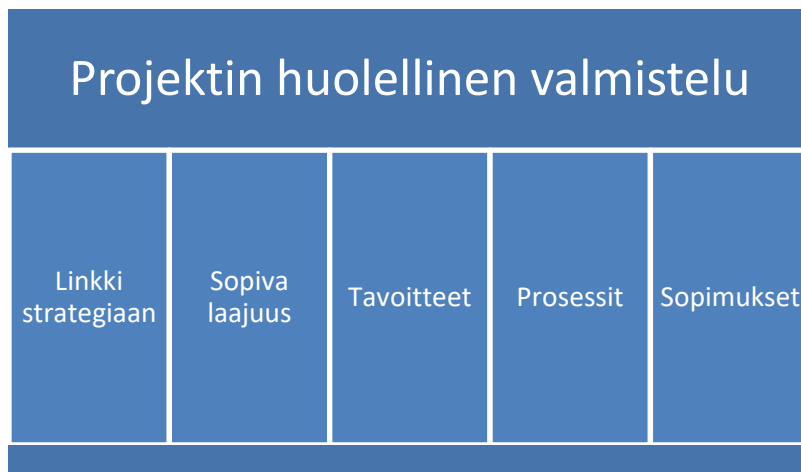 Projektin huolellinen valmistelu
Linkki
strategiaan
Sopiva
laajuus
Tavoitteet
Prosessit
Sopimukset